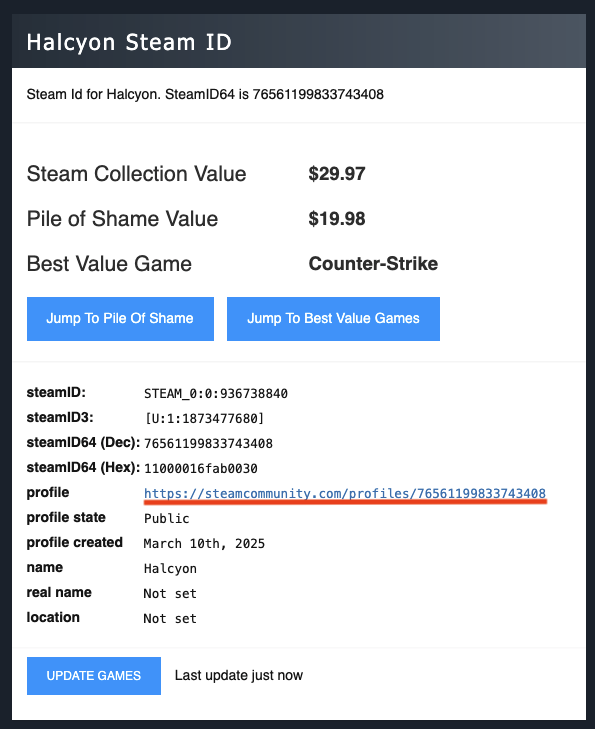 Halcyon Steam ID
Steam Id for Halcyon. SteamID64 is 76561199833743408
Steam Collection Value $29.97
Pile of Shame Value $19.98
Best Value Game Counter-Strike
Jump To Pile Of Shame Jump To Best Value Games
steamID: STEAM_0:0:936738840
steamID3: [U:1:1873477680]
steamID64 (Dec): 76561199833743408
steamID64 (Hex): 11000016fab0030
profile https://steamcommunity.com/profiles/76561199833743408
profile state Public
profile created March 10th, 2025
name Halcyon
real name Not set
location Not set
UPDATE GAMES Last update just now